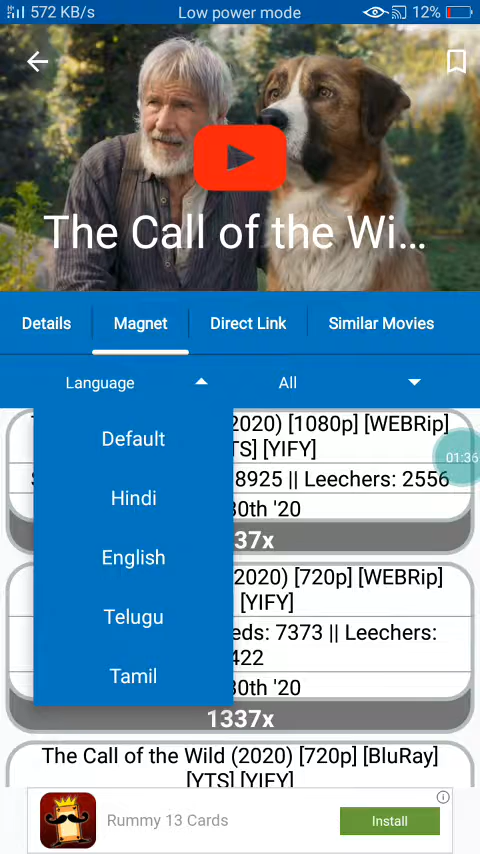 572 KB/s
Low power mode
12%
The Call of the Wi...
Details
Magnet
Direct Link
Similar Movies
Language
All
Default
Hindi
English
Telugu
Tamil
2020) [1080p] [WEBRip]
TS] [YIFY]
8925 || Leechers: 2556
30th '20
37x
01:36
2020) [720p] [WEBRip]
[YIFY]
eds: 7373 || Leechers:
422
30th '20
1337x
The Call of the Wild (2020) [720p] [BluRay]
[YTS] [YIFY]
Rummy 13 Cards
Install